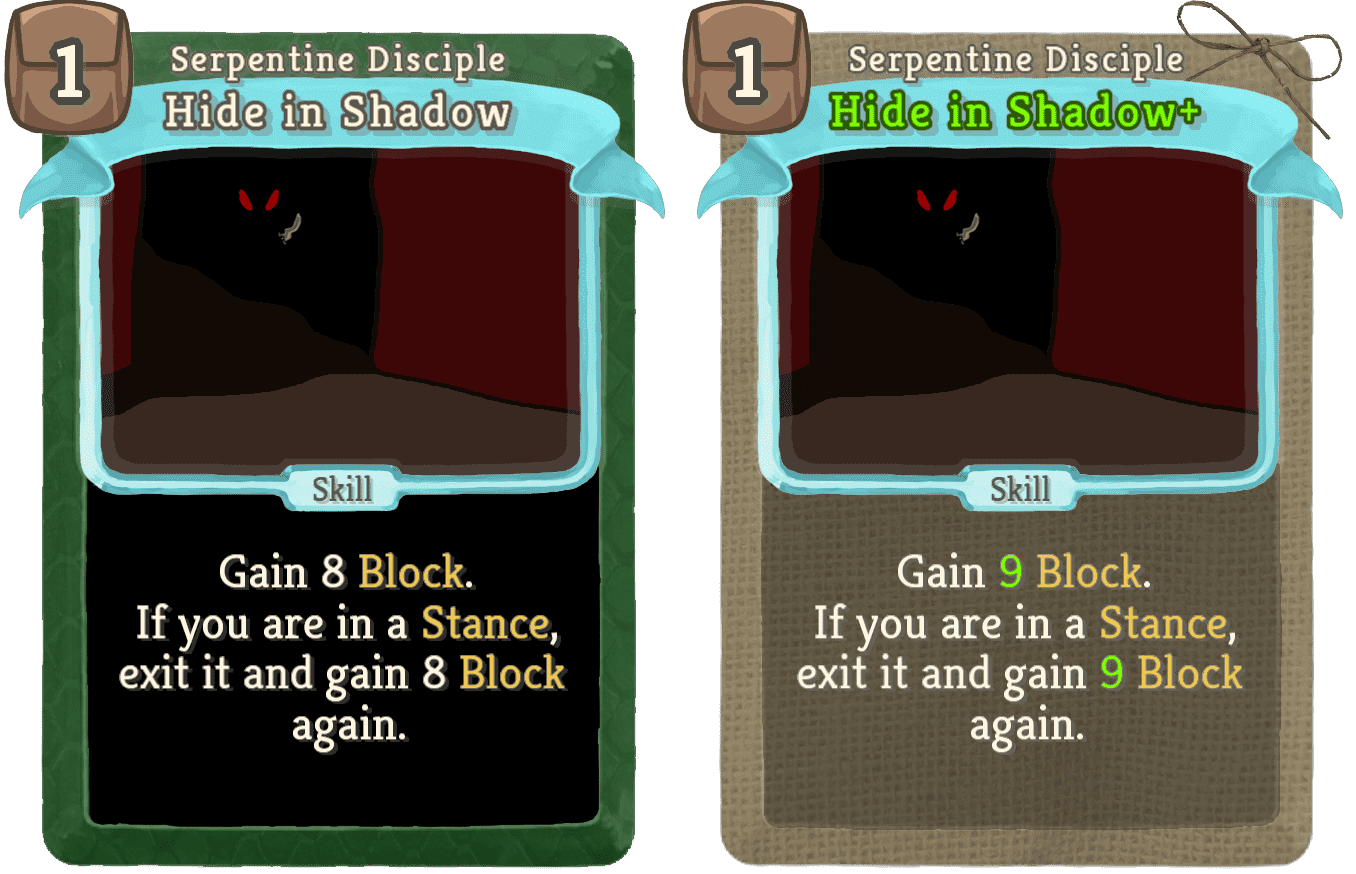 1
Serpentine Disciple
Hide in Shadow
Skill
Gain 8 Block.
If you are in a Stance,
exit it and gain 8 Block
again.
1
Serpentine Disciple
Hide in Shadow+
Skill
Gain 9 Block.
If you are in a Stance,
exit it and gain 9 Block
again.